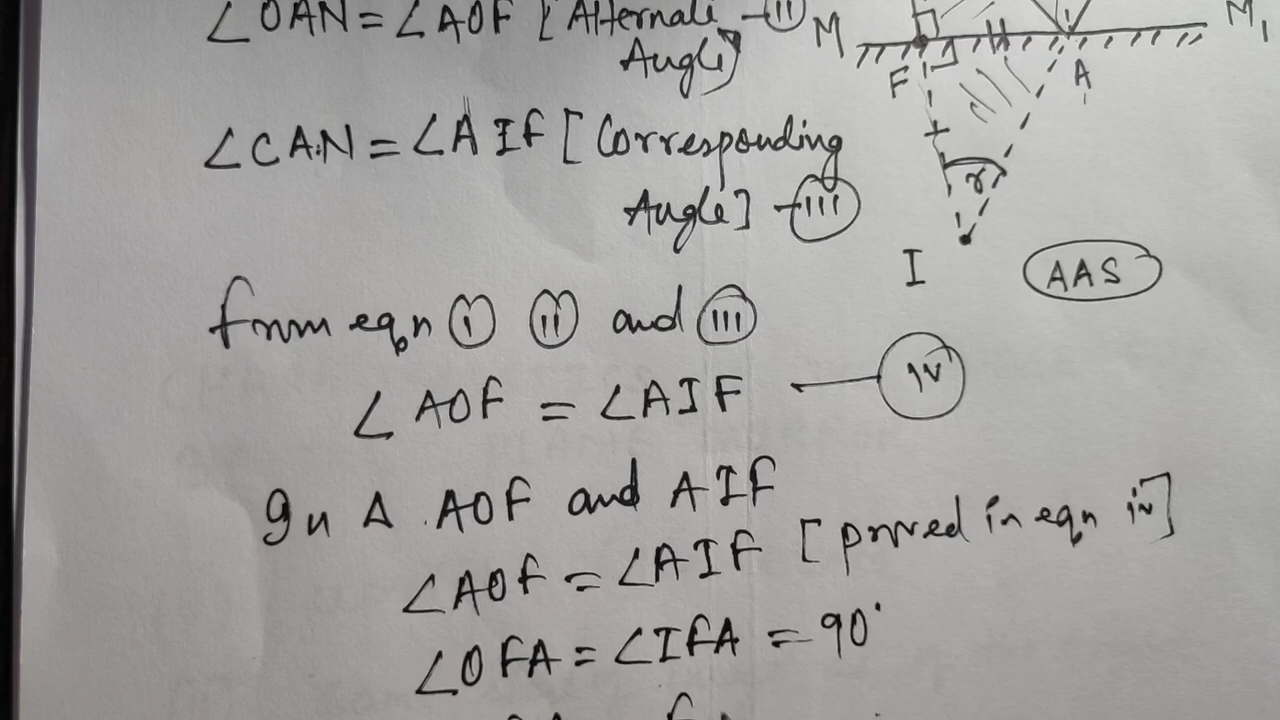 ∠OAN = ∠AOF [Alternate - II
Angle]
M
M1
F
A
∠CAN = ∠AIF [Corresponding
Angle] - III
r
I
AAS
from eqn I II and III
∠AOF = ∠AIF
IV
In Δ AOF and AIF
∠AOF = ∠AIF [proved in eqn iv]
∠OFA = ∠IFA = 90°